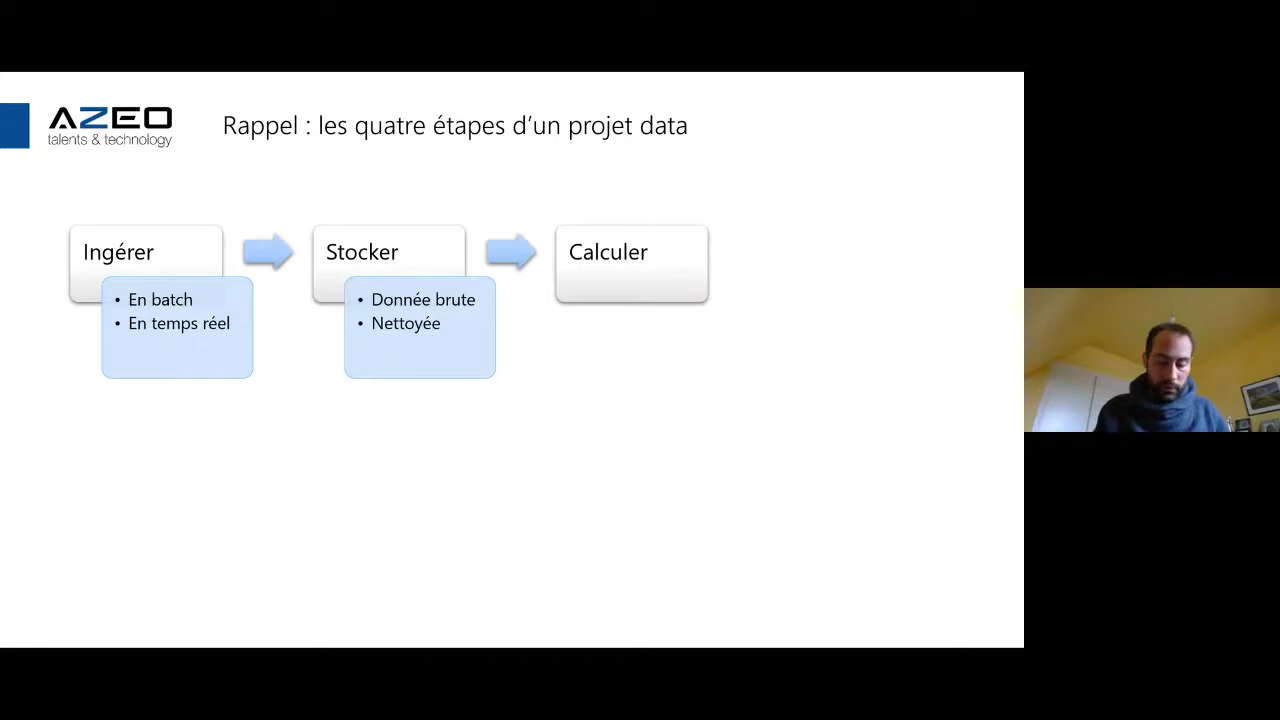 AZEO
talents & technology
Rappel : les quatre étapes d’un projet data
Ingérer
• En batch
• En temps réel
Stocker
• Donnée brute
• Nettoyée
Calculer